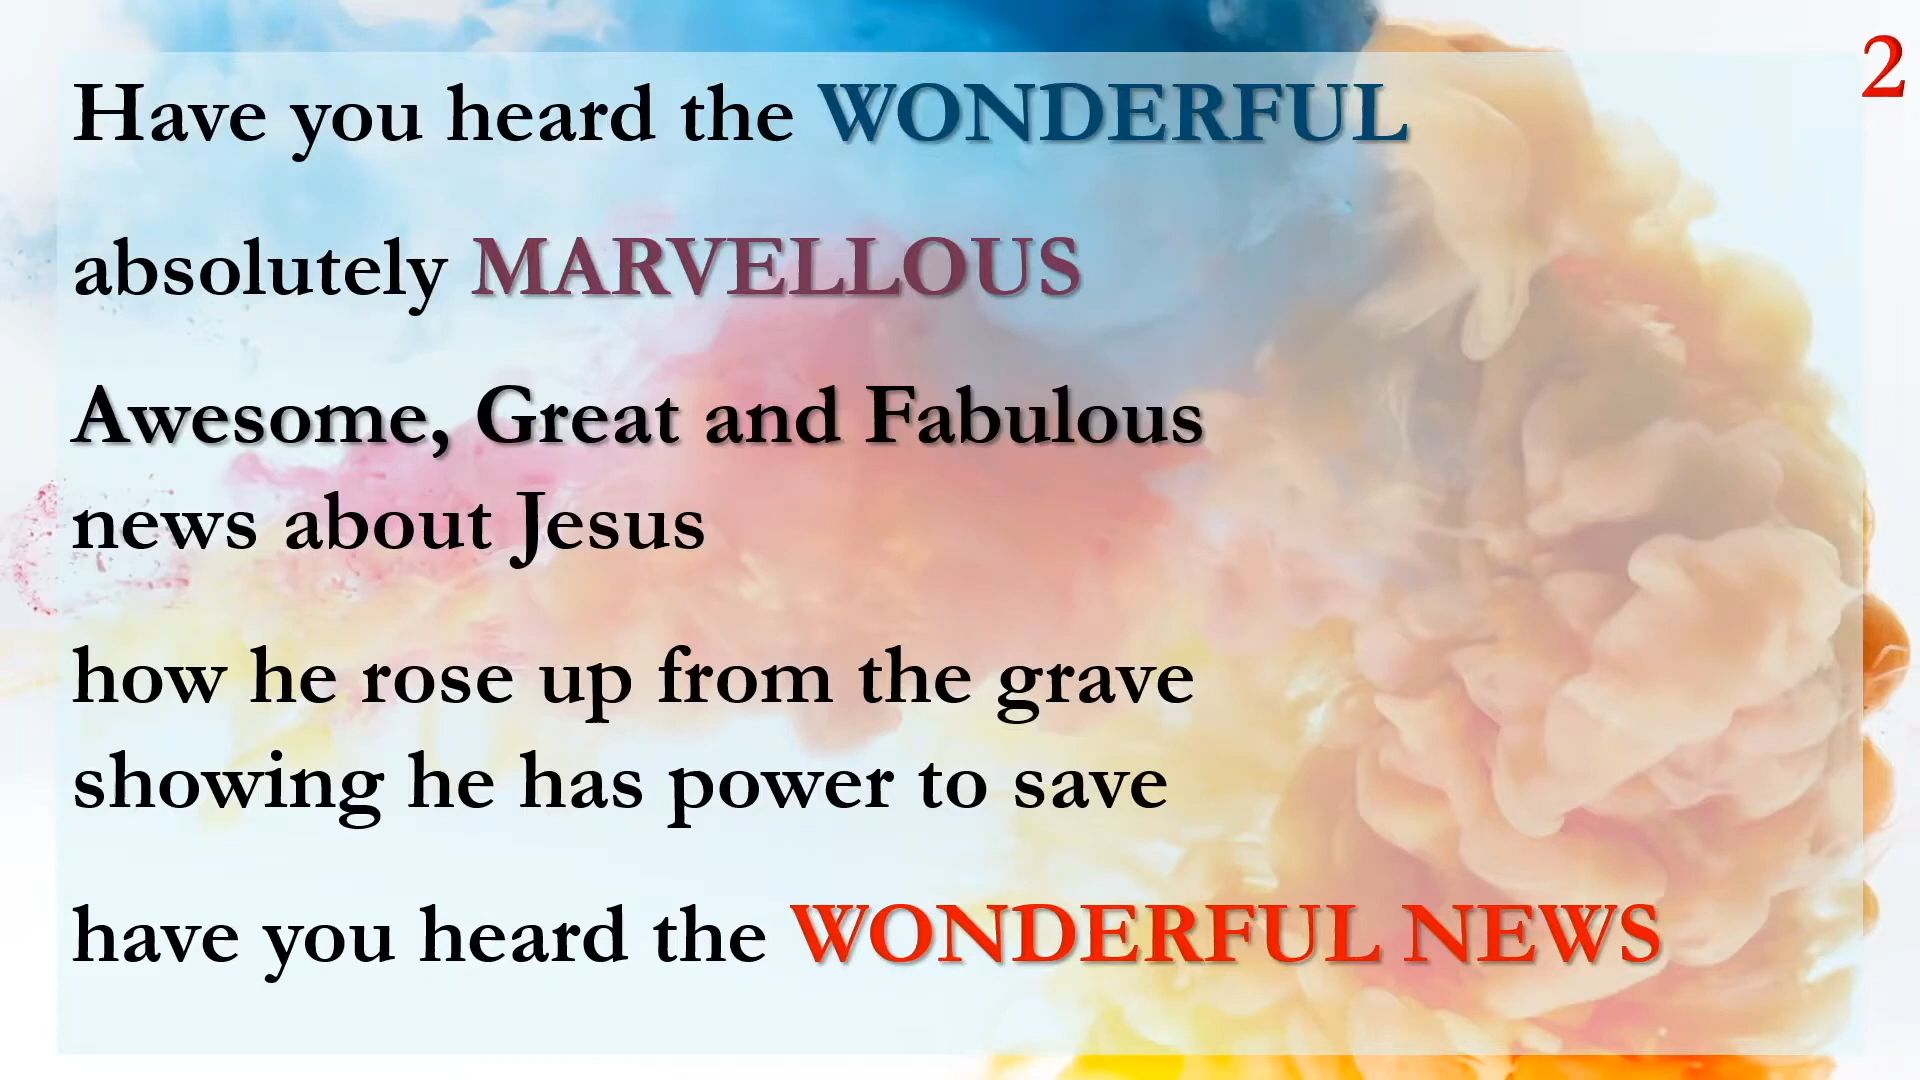 2
Have you heard the WONDERFUL
absolutely MARVELLOUS
Awesome, Great and Fabulous
news about Jesus
how he rose up from the grave
showing he has power to save
have you heard the WONDERFUL NEWS